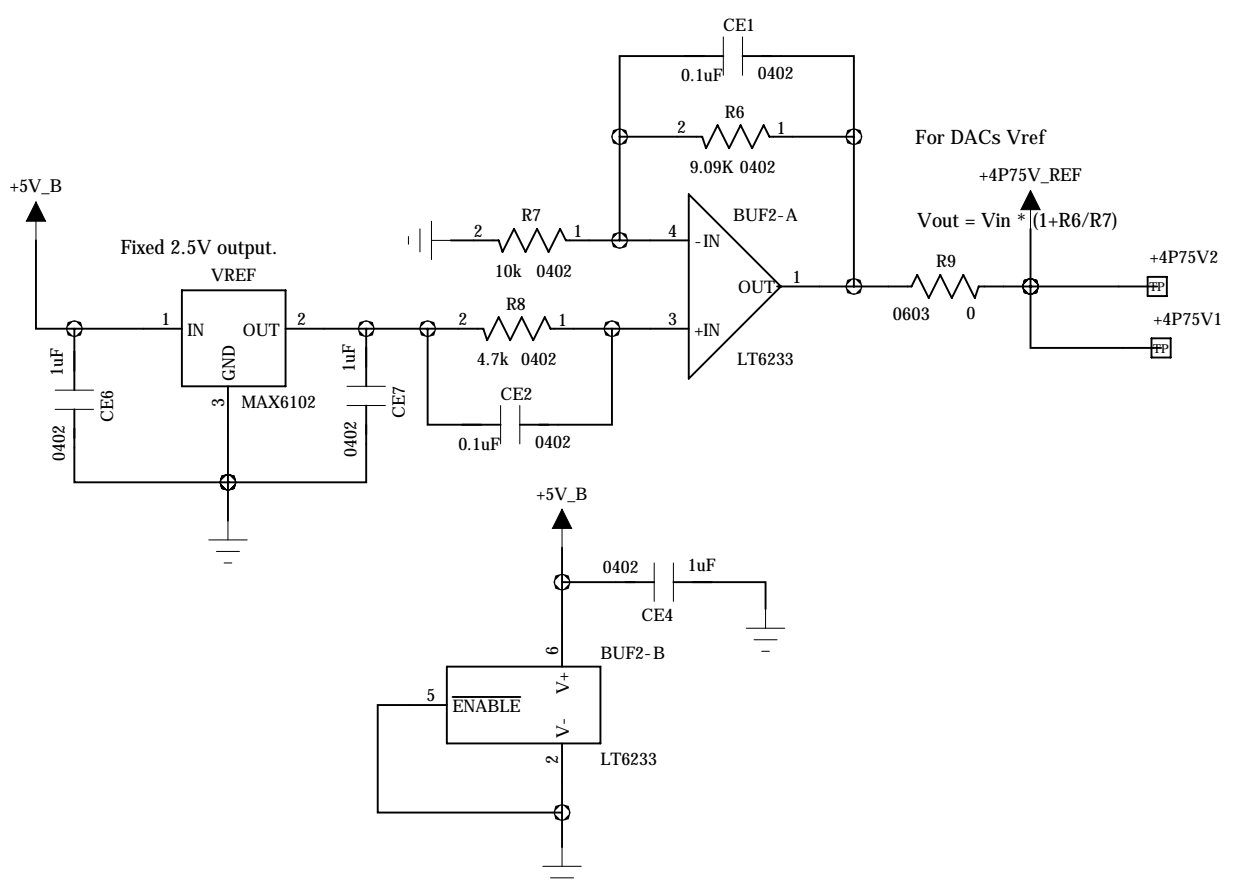 CE1
0.1uF 0402
R6
2 1
9.09K 0402
For DACs Vref
+4P75V_REF
Vout = Vin * (1+R6/R7)
+5V_B
Fixed 2.5V output.
VREF
1 IN OUT 2
GND
3
MAX6102
1uF
CE6
0402
1uF
CE7
0402
R7
2 1
10k 0402
BUF2-A
4 -IN
OUT 1
3 +IN
LT6233
R8
2 1
4.7k 0402
CE2
0.1uF 0402
R9
0603 0
+4P75V2
TP
+4P75V1
TP
+5V_B
0402 1uF
CE4
6
BUF2-B
V+
5 ENABLE
V-
2
LT6233